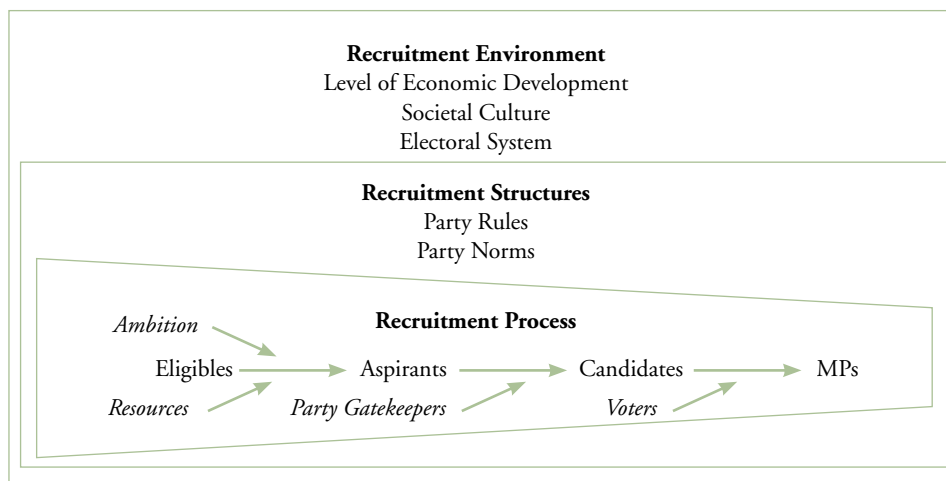 Recruitment Environment
Level of Economic Development
Societal Culture
Electoral System
Recruitment Structures
Party Rules
Party Norms
Recruitment Process
Ambition
Eligibles
Aspirants
Candidates
MPs
Resources
Party Gatekeepers
Voters